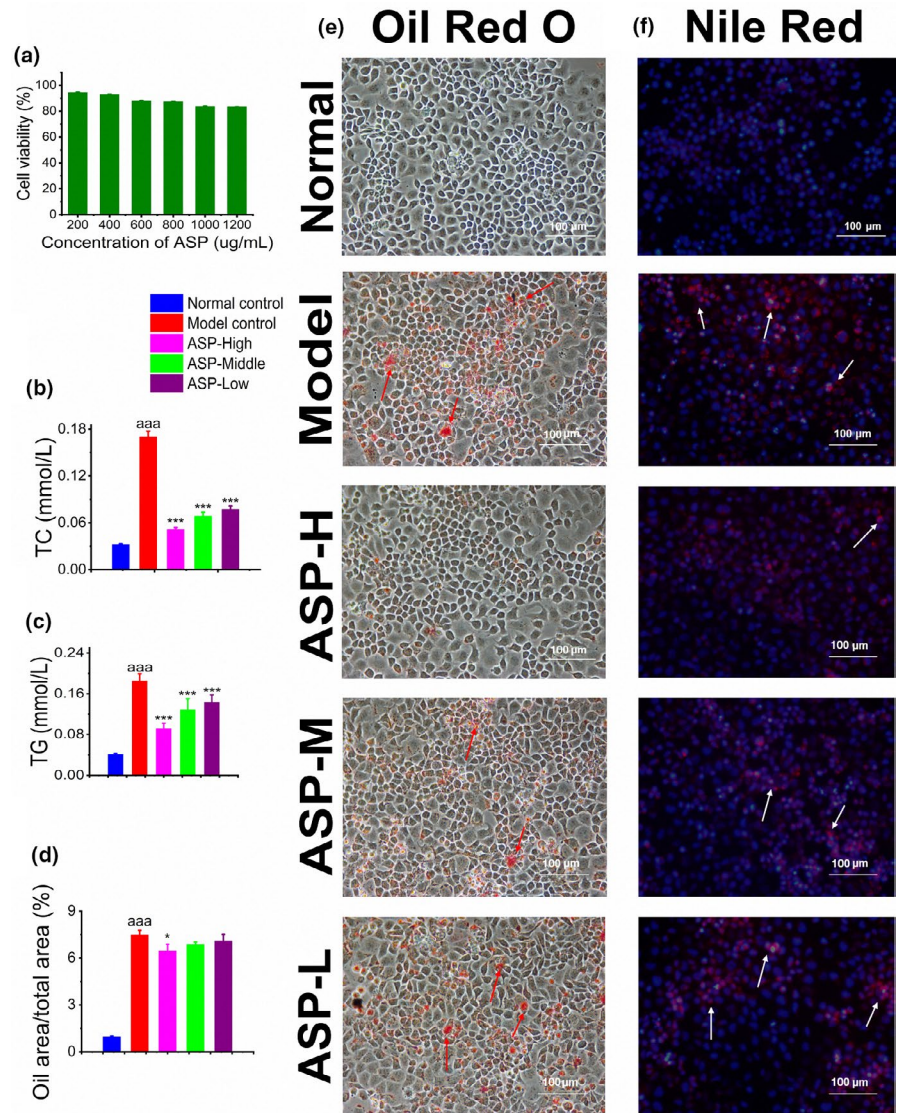 (a)
Cell viability (%)
100
80
60
40
20
0
200 400 600 800 1000 1200
Concentration of ASP (ug/mL)
Normal control
Model control
ASP-High
ASP-Middle
ASP-Low
(b)
TC (mmol/L)
0.18
0.12
0.06
0.00
aaa
***
***
***
(c)
TG (mmol/L)
0.24
0.16
0.08
0.00
aaa
***
***
***
(d)
Oil area/total area (%)
9
6
3
0
aaa
*
(e) Oil Red O
(f) Nile Red
Normal
100 µm
100 µm
Model
100 µm
100 µm
ASP-H
100 µm
100 µm
ASP-M
100 µm
100 µm
ASP-L
100 µm
100 µm